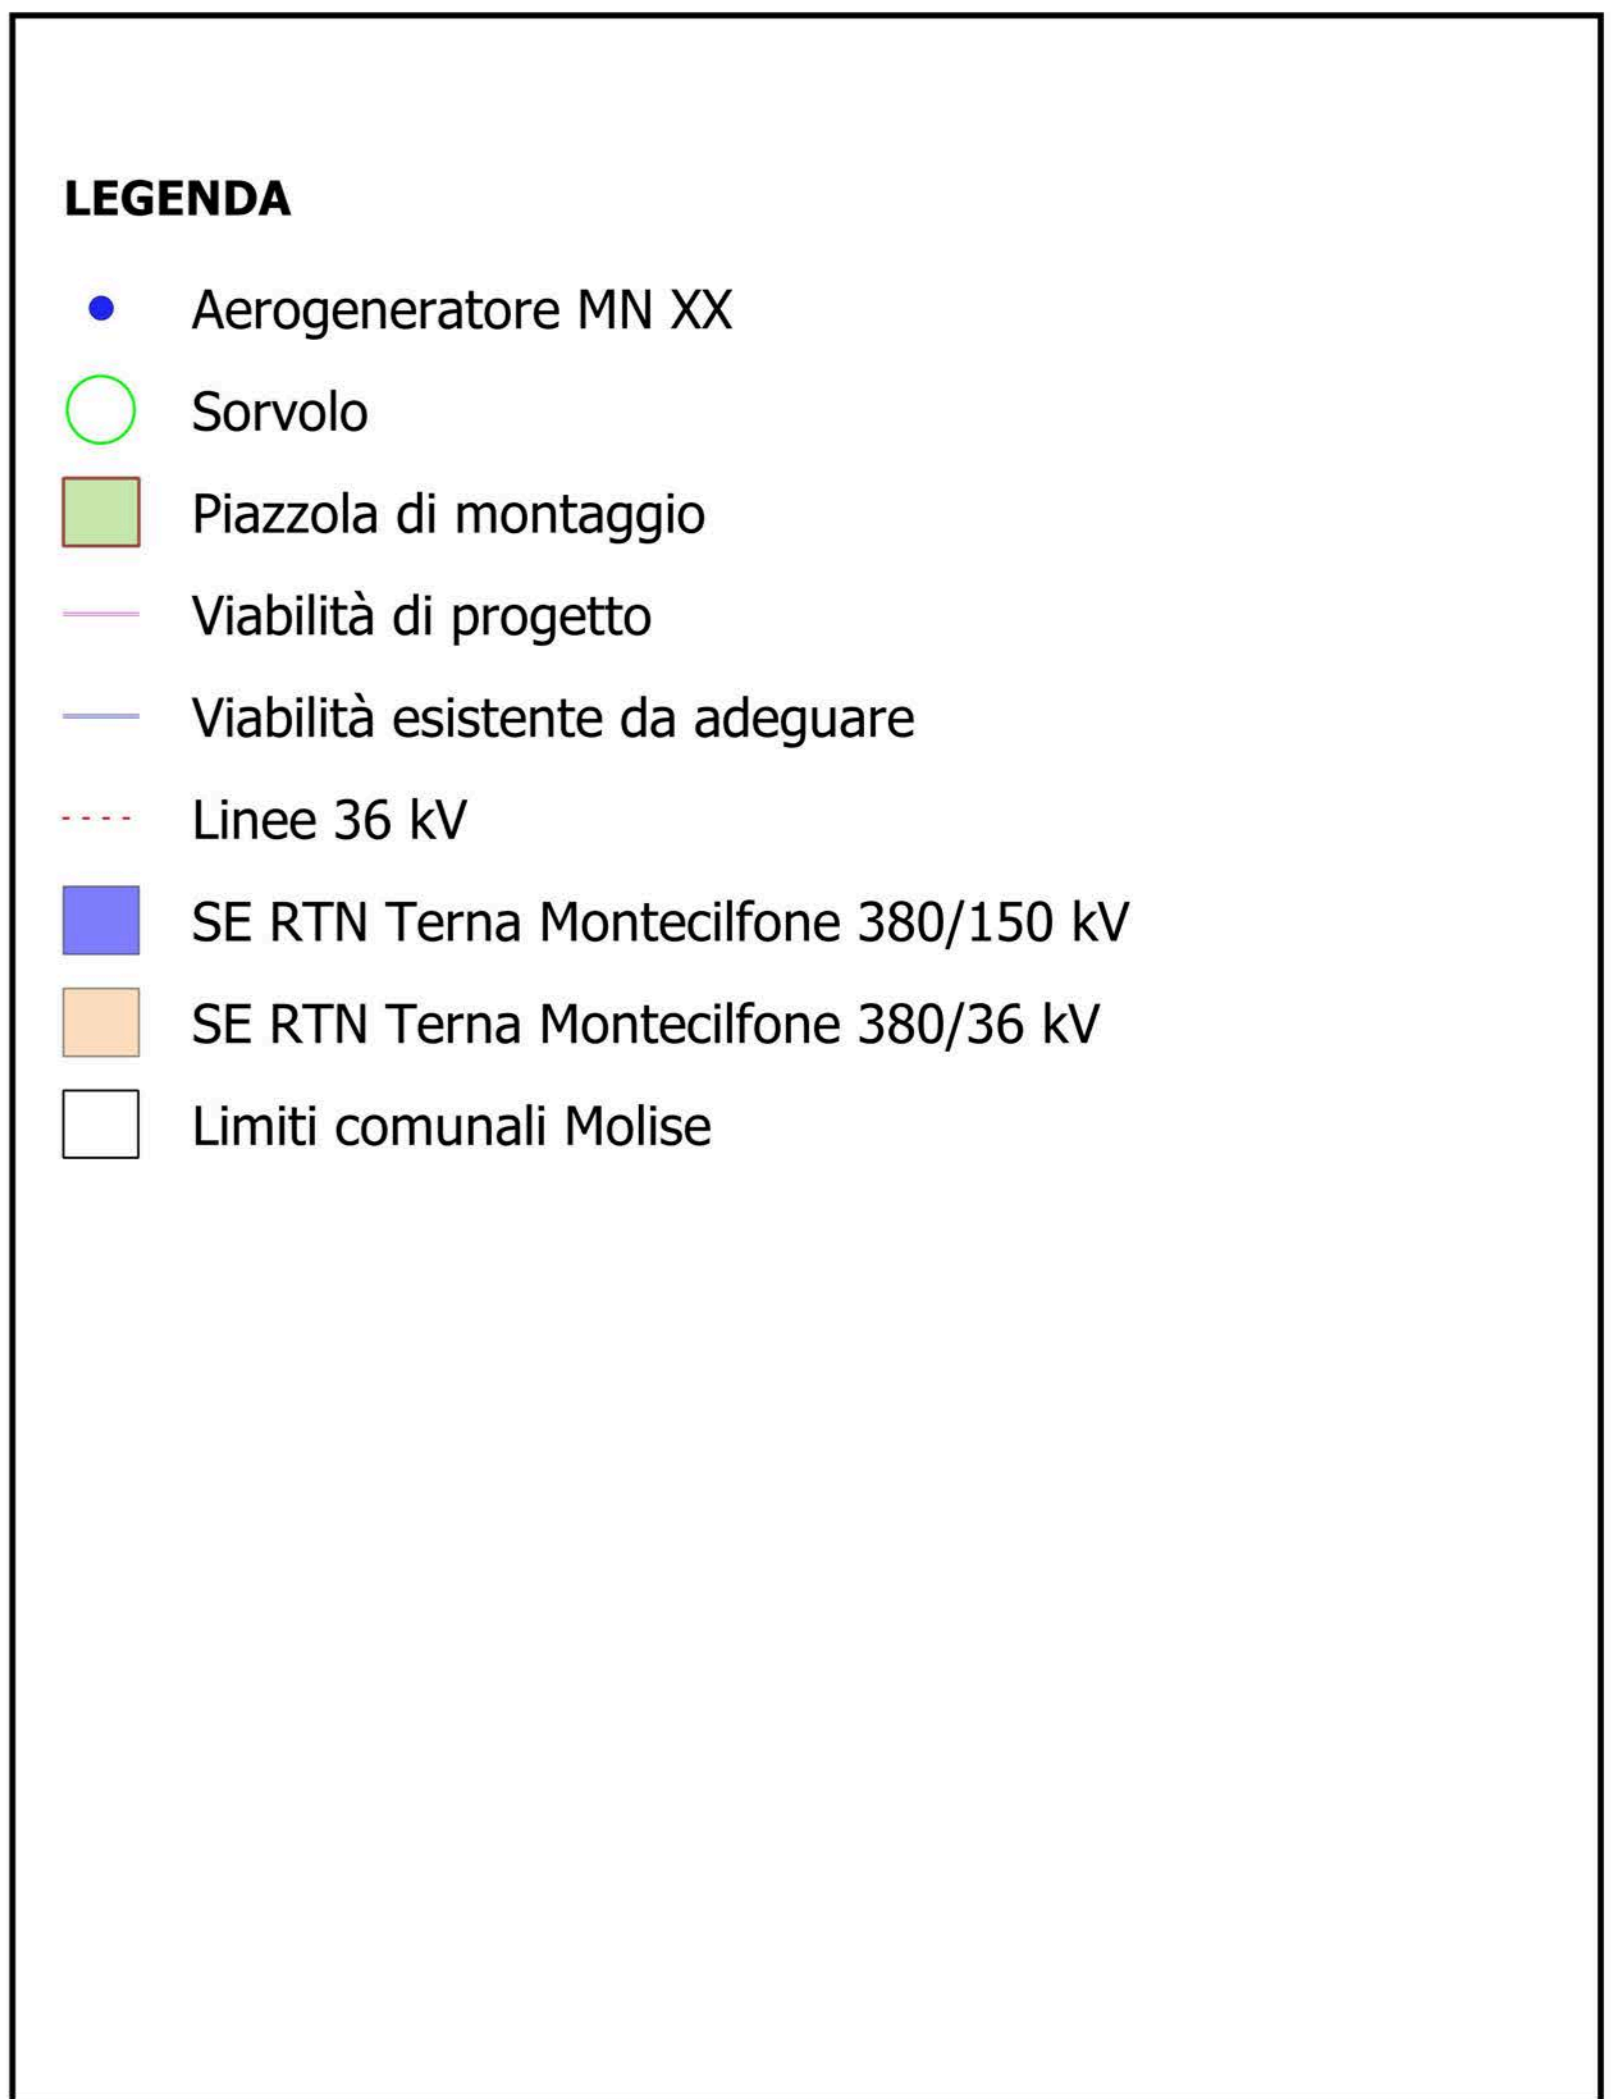 LEGENDA
Aerogeneratore MN XX
Sorvolo
Piazzola di montaggio
Viabilità di progetto
Viabilità esistente da adeguare
Linee 36 kV
SE RTN Terna Montecilfone 380/150 kV
SE RTN Terna Montecilfone 380/36 kV
Limiti comunali Molise